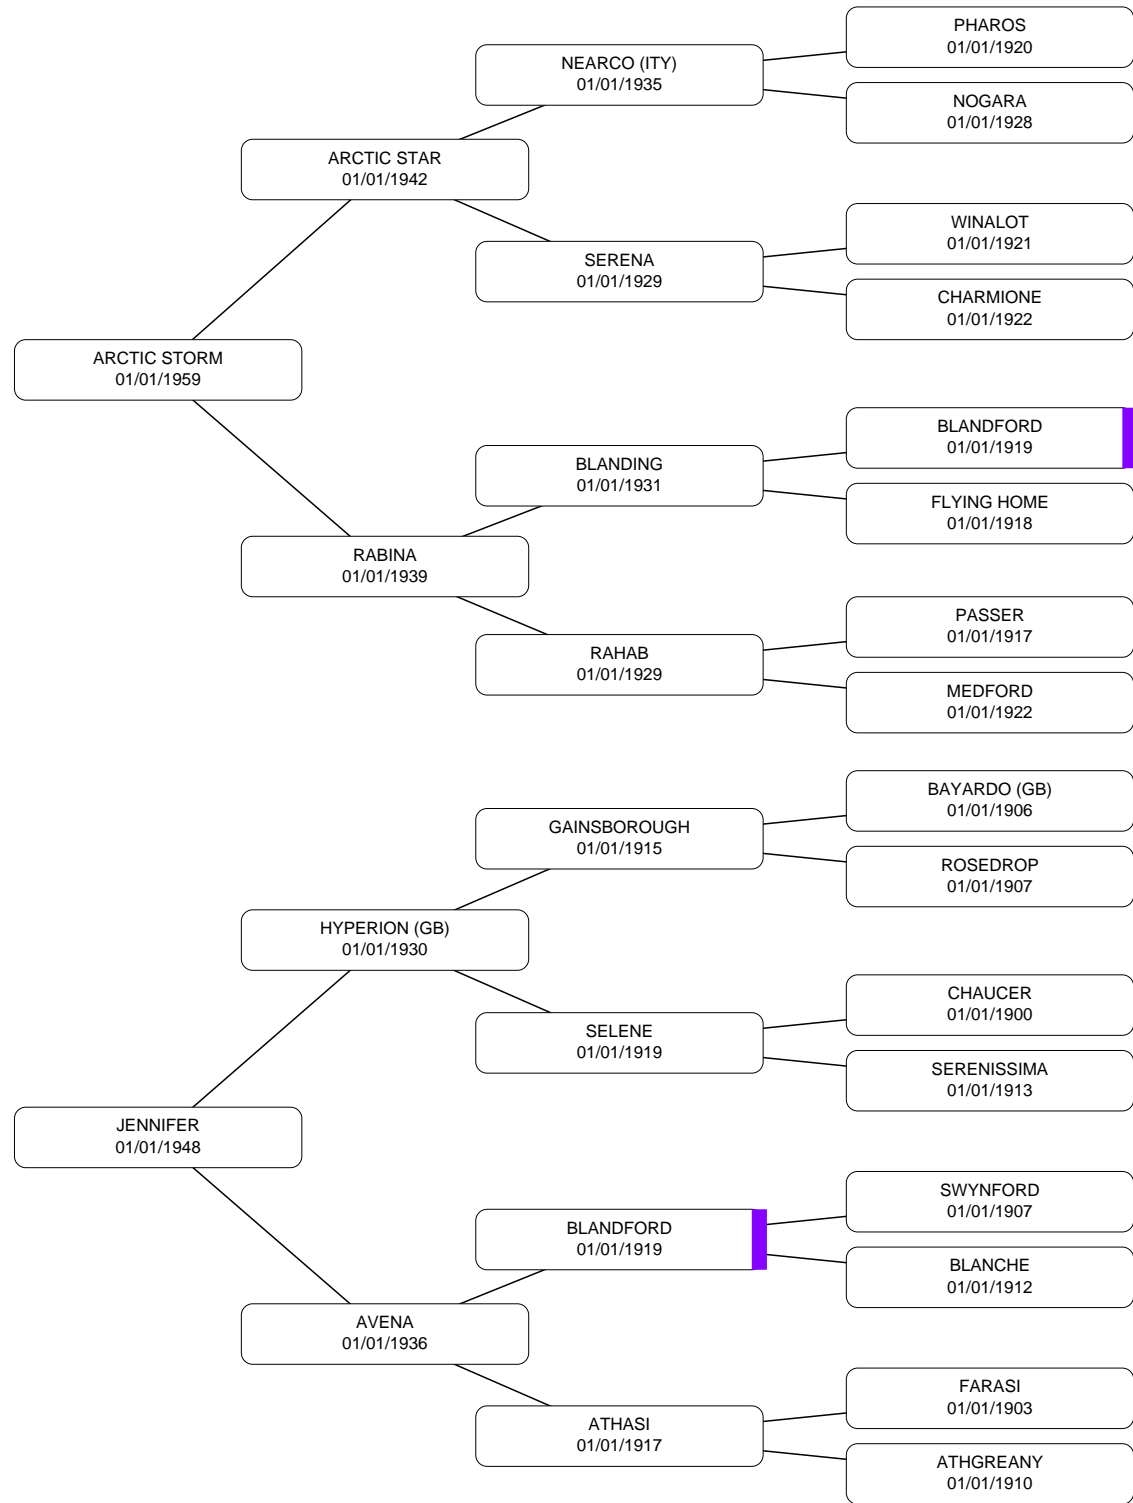 PHAROS
01/01/1920
NEARCO (ITY)
01/01/1935
NOGARA
01/01/1928
ARCTIC STAR
01/01/1942
WINALOT
01/01/1921
SERENA
01/01/1929
CHARMIONE
01/01/1922
ARCTIC STORM
01/01/1959
BLANDFORD
01/01/1919
BLANDING
01/01/1931
FLYING HOME
01/01/1918
RABINA
01/01/1939
PASSER
01/01/1917
RAHAB
01/01/1929
MEDFORD
01/01/1922
BAYARDO (GB)
01/01/1906
GAINSBOROUGH
01/01/1915
ROSEDROP
01/01/1907
HYPERION (GB)
01/01/1930
CHAUCER
01/01/1900
SELENE
01/01/1919
SERENISSIMA
01/01/1913
JENNIFER
01/01/1948
SWYNFORD
01/01/1907
BLANDFORD
01/01/1919
BLANCHE
01/01/1912
AVENA
01/01/1936
FARASI
01/01/1903
ATHASI
01/01/1917
ATHGREANY
01/01/1910